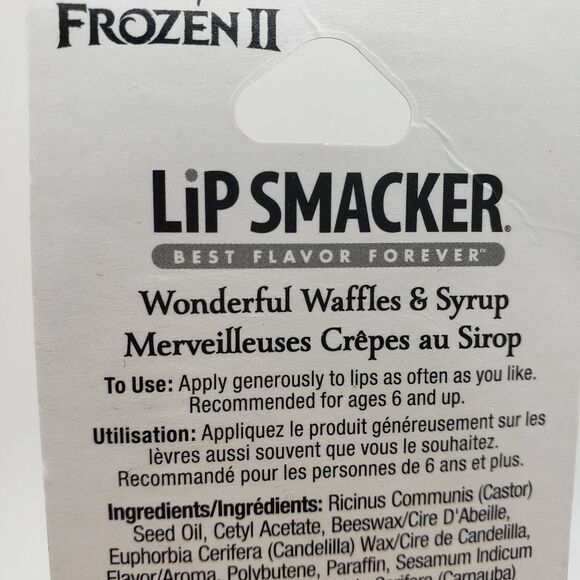 FROZEN II
LiP SMACKER®
BEST FLAVOR FOREVER™
Wonderful Waffles & Syrup
Merveilleuses Crêpes au Sirop
To Use: Apply generously to lips as often as you like.
Recommended for ages 6 and up.
Utilisation: Appliquez le produit généreusement sur les
lèvres aussi souvent que vous le souhaitez.
Recommandé pour les personnes de 6 ans et plus.
Ingredients/Ingrédients: Ricinus Communis (Castor)
Seed Oil, Cetyl Acetate, Beeswax/Cire D'Abeille,
Euphorbia Cerifera (Candelilla) Wax/Cire de Candelilla,
Flavor/Aroma, Polybutene, Paraffin, Sesamum Indicum
Cerifera (Carnauba)